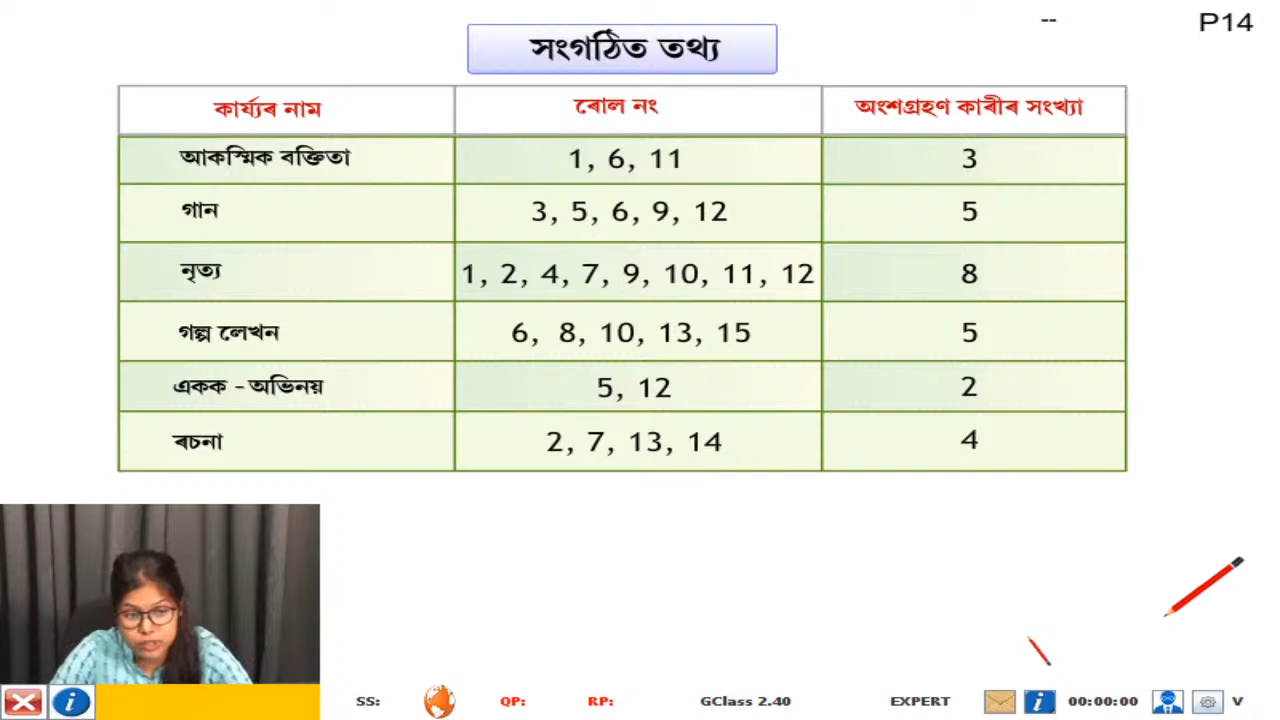 --
P14
সংগঠিত তথ্য
কাৰ্য্যৰ নাম ৰোল নং অংশগ্ৰহণ কাৰীৰ সংখ্যা
আকস্মিক বক্তিতা 1, 6, 11 3
গান 3, 5, 6, 9, 12 5
নৃত্য 1, 2, 4, 7, 9, 10, 11, 12 8
গল্প লেখন 6, 8, 10, 13, 15 5
একক - অভিনয় 5, 12 2
ৰচনা 2, 7, 13, 14 4
SS: QP: RP: GClass 2.40 EXPERT 00:00:00 V